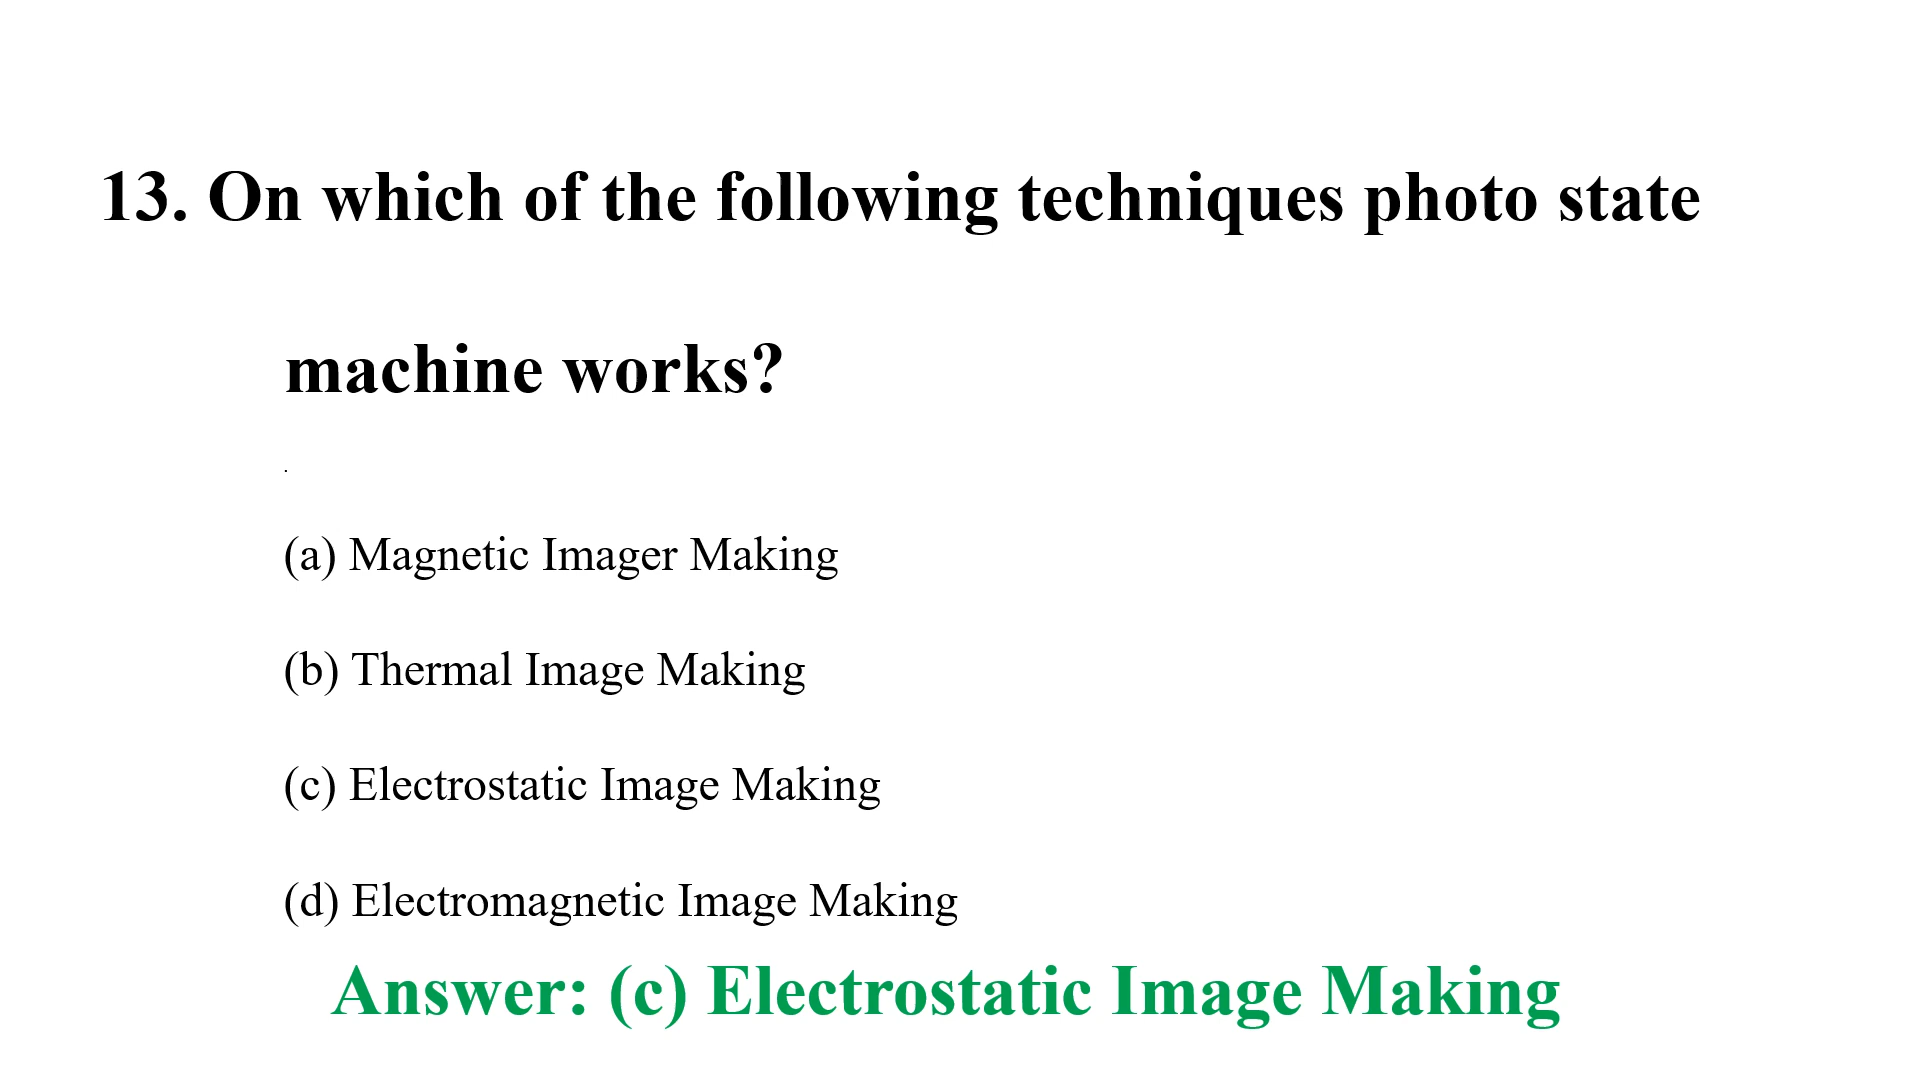 13. On which of the following techniques photo state
machine works?
.
(a) Magnetic Imager Making
(b) Thermal Image Making
(c) Electrostatic Image Making
(d) Electromagnetic Image Making
Answer: (c) Electrostatic Image Making